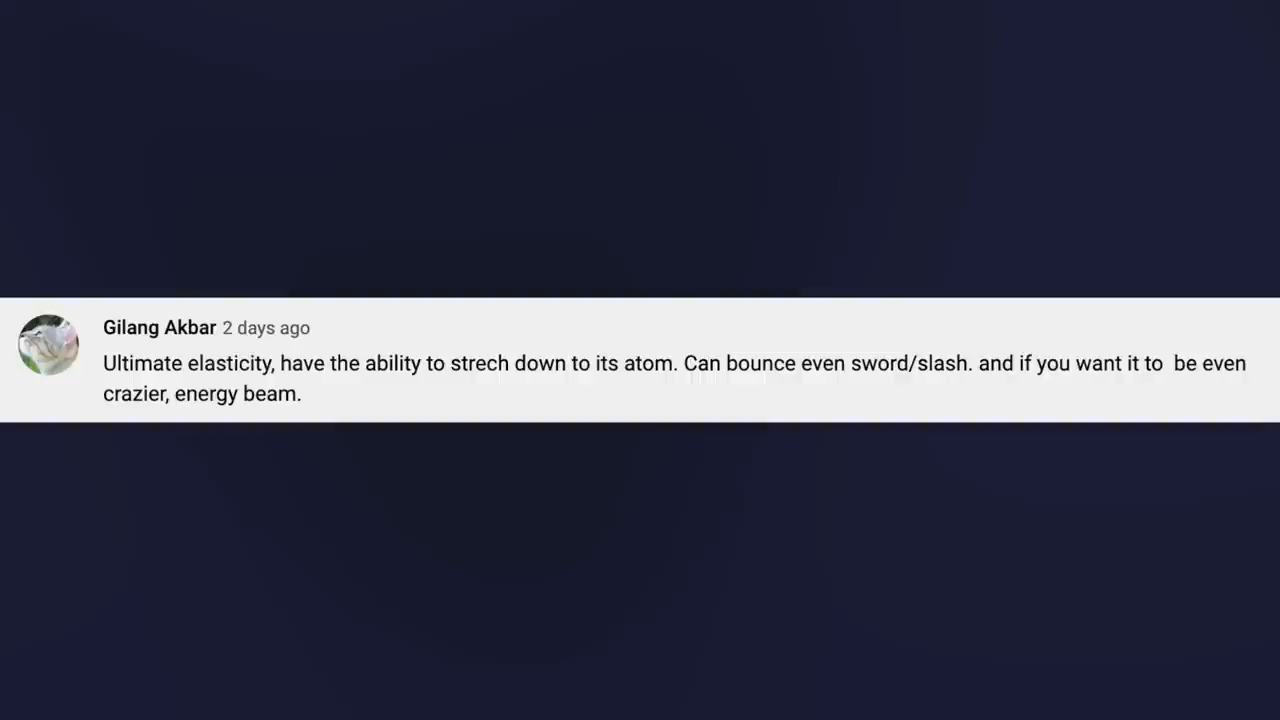 Gilang Akbar 2 days ago
Ultimate elasticity, have the ability to strech down to its atom. Can bounce even sword/slash. and if you want it to  be even
crazier, energy beam.